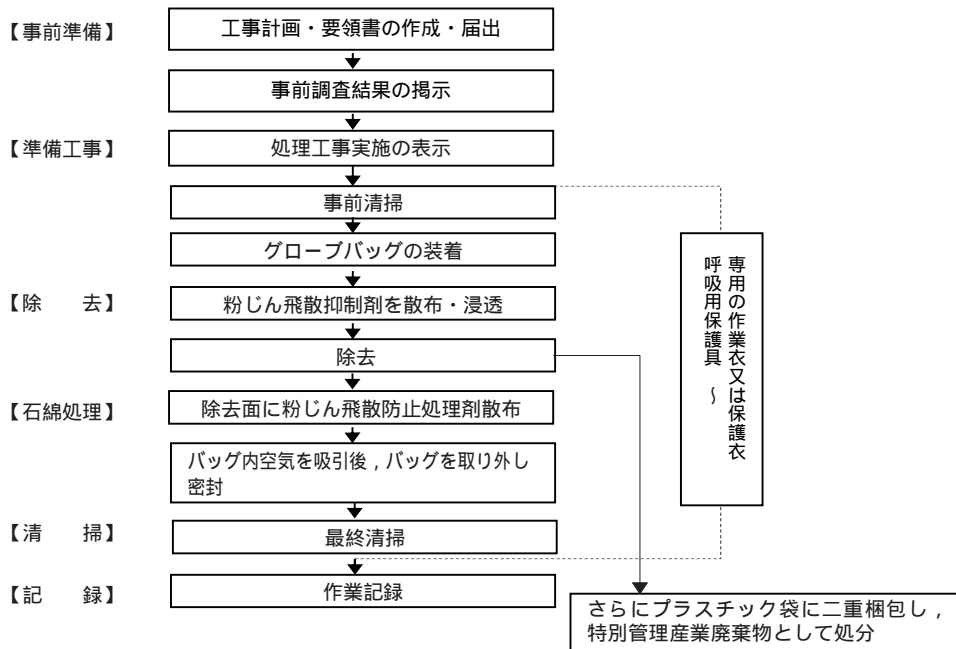 【事前準備】
工事計画・要領書の作成・届出
事前調査結果の掲示
【準備工事】
処理工事実施の表示
事前清掃
グローブバッグの装着
【除　　去】
粉じん飛散抑制剤を散布・浸透
除去
【石綿処理】
除去面に粉じん飛散防止処理剤散布
バッグ内空気を吸引後，バッグを取り外し
密封
【清　　掃】
最終清掃
【記　　録】
作業記録
専用の作業衣又は保護衣
呼吸用保護具　～
さらにプラスチック袋に二重梱包し，
特別管理産業廃棄物として処分